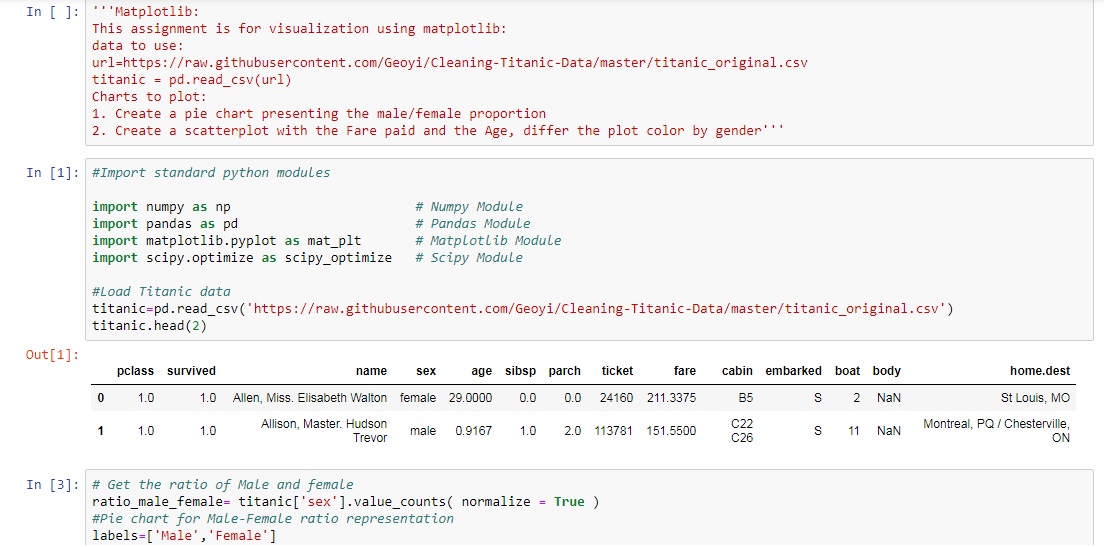 In [ ]: '''Matplotlib:
This assignment is for visualization using matplotlib:
data to use:
url=https://raw.githubusercontent.com/Geoyi/Cleaning-Titanic-Data/master/titanic_original.csv
titanic = pd.read_csv(url)
Charts to plot:
1. Create a pie chart presenting the male/female proportion
2. Create a scatterplot with the Fare paid and the Age, differ the plot color by gender'''
In [1]: #Import standard python modules
import numpy as np # Numpy Module
import pandas as pd # Pandas Module
import matplotlib.pyplot as mat_plt # Matplotlib Module
import scipy.optimize as scipy_optimize # Scipy Module
#Load Titanic data
titanic=pd.read_csv('https://raw.githubusercontent.com/Geoyi/Cleaning-Titanic-Data/master/titanic_original.csv')
titanic.head(2)
Out[1]:
pclass survived name sex age sibsp parch ticket fare cabin embarked boat body home.dest
0 1.0 1.0 Allen, Miss. Elisabeth Walton female 29.0000 0.0 0.0 24160 211.3375 B5 S 2 NaN St Louis, MO
1 1.0 1.0 Allison, Master. Hudson Trevor male 0.9167 1.0 2.0 113781 151.5500 C22 C26 S 11 NaN Montreal, PQ / Chesterville, ON
In [3]: # Get the ratio of Male and female
ratio_male_female= titanic['sex'].value_counts( normalize = True )
#Pie chart for Male-Female ratio representation
labels=['Male','Female']